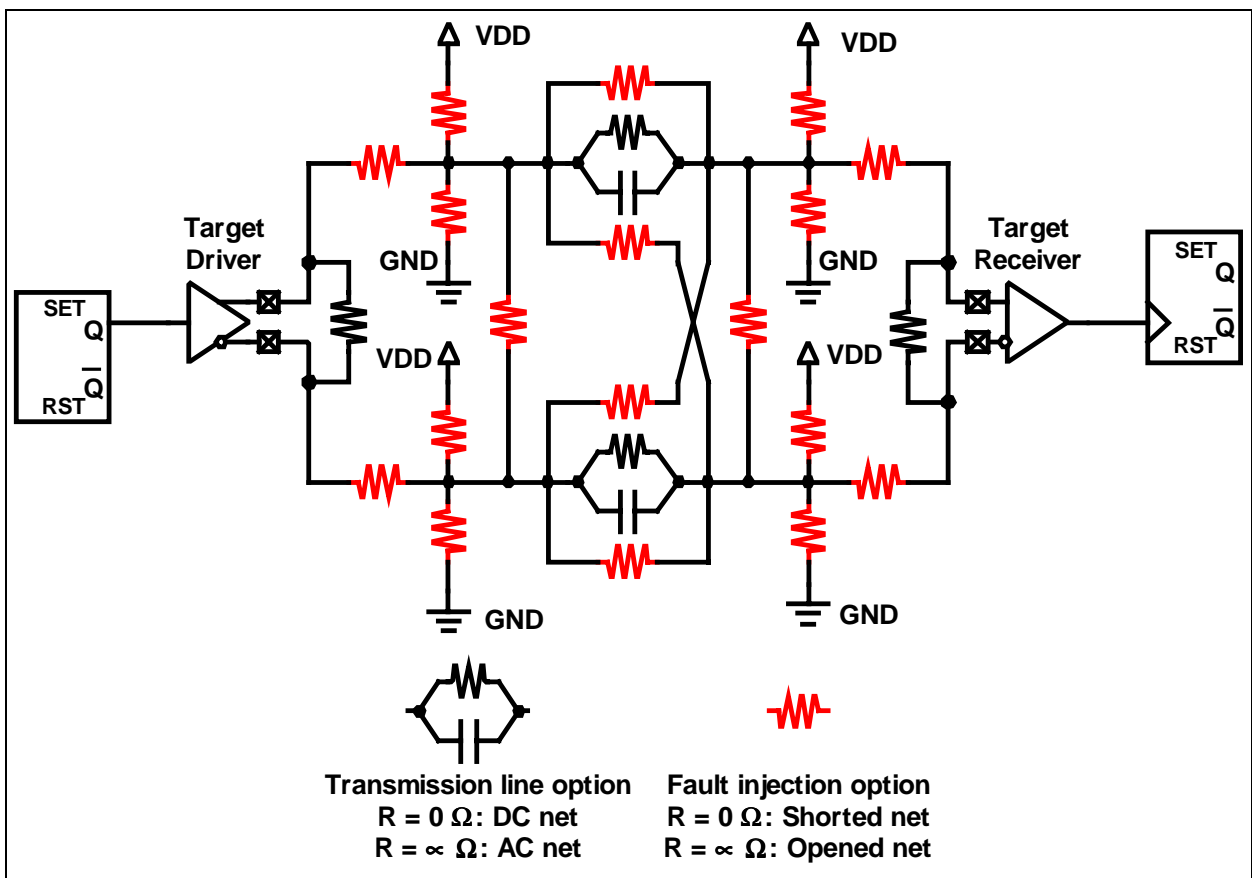 VDD
VDD
Target
Driver
GND
GND
Target
Receiver
SET
Q
Q
RST
SET
Q
Q
RST
VDD
VDD
GND
GND
Transmission line option
R = 0 Ω: DC net
R = ∝ Ω: AC net
Fault injection option
R = 0 Ω: Shorted net
R = ∝ Ω: Opened net